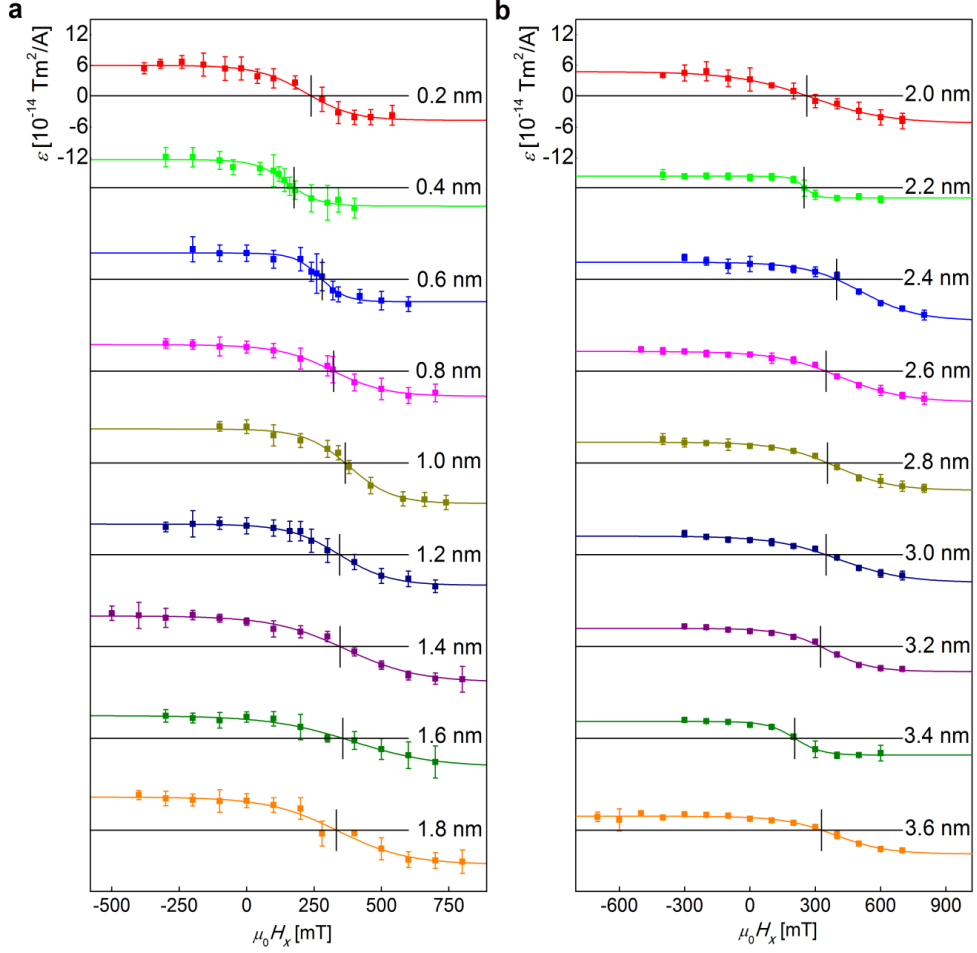 a
12
6
0
-6
-12
ε [10⁻¹⁴ Tm²/A]
0.2 nm
0.4 nm
0.6 nm
0.8 nm
1.0 nm
1.2 nm
1.4 nm
1.6 nm
1.8 nm
-500 -250 0 250 500 750
μ₀Hₓ [mT]
b
12
6
0
-6
-12
ε [10⁻¹⁴ Tm²/A]
2.0 nm
2.2 nm
2.4 nm
2.6 nm
2.8 nm
3.0 nm
3.2 nm
3.4 nm
3.6 nm
-600 -300 0 300 600 900
μ₀Hₓ [mT]